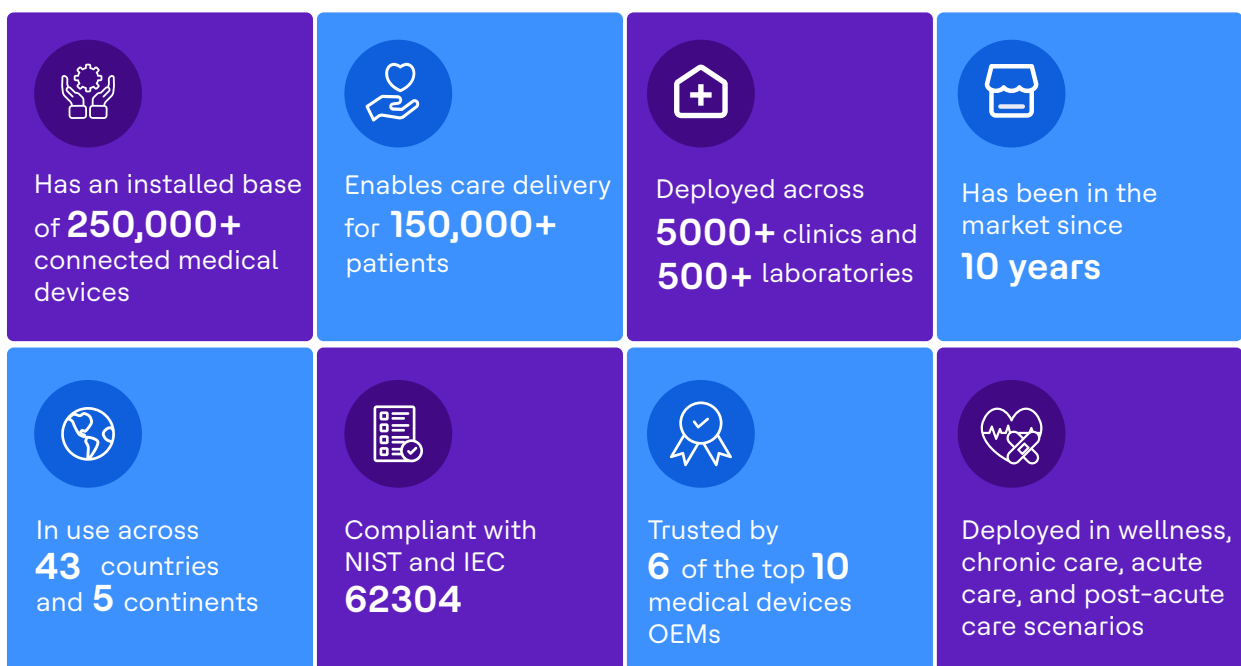 Has an installed base
of 250,000+
connected medical
devices
Enables care delivery
for 150,000+
patients
Deployed across
5000+ clinics and
500+ laboratories
Has been in the
market since
10 years
In use across
43 countries
and 5 continents
Compliant with
NIST and IEC
62304
Trusted by
6 of the top 10
medical devices
OEMs
Deployed in wellness,
chronic care, acute
care, and post-acute
care scenarios